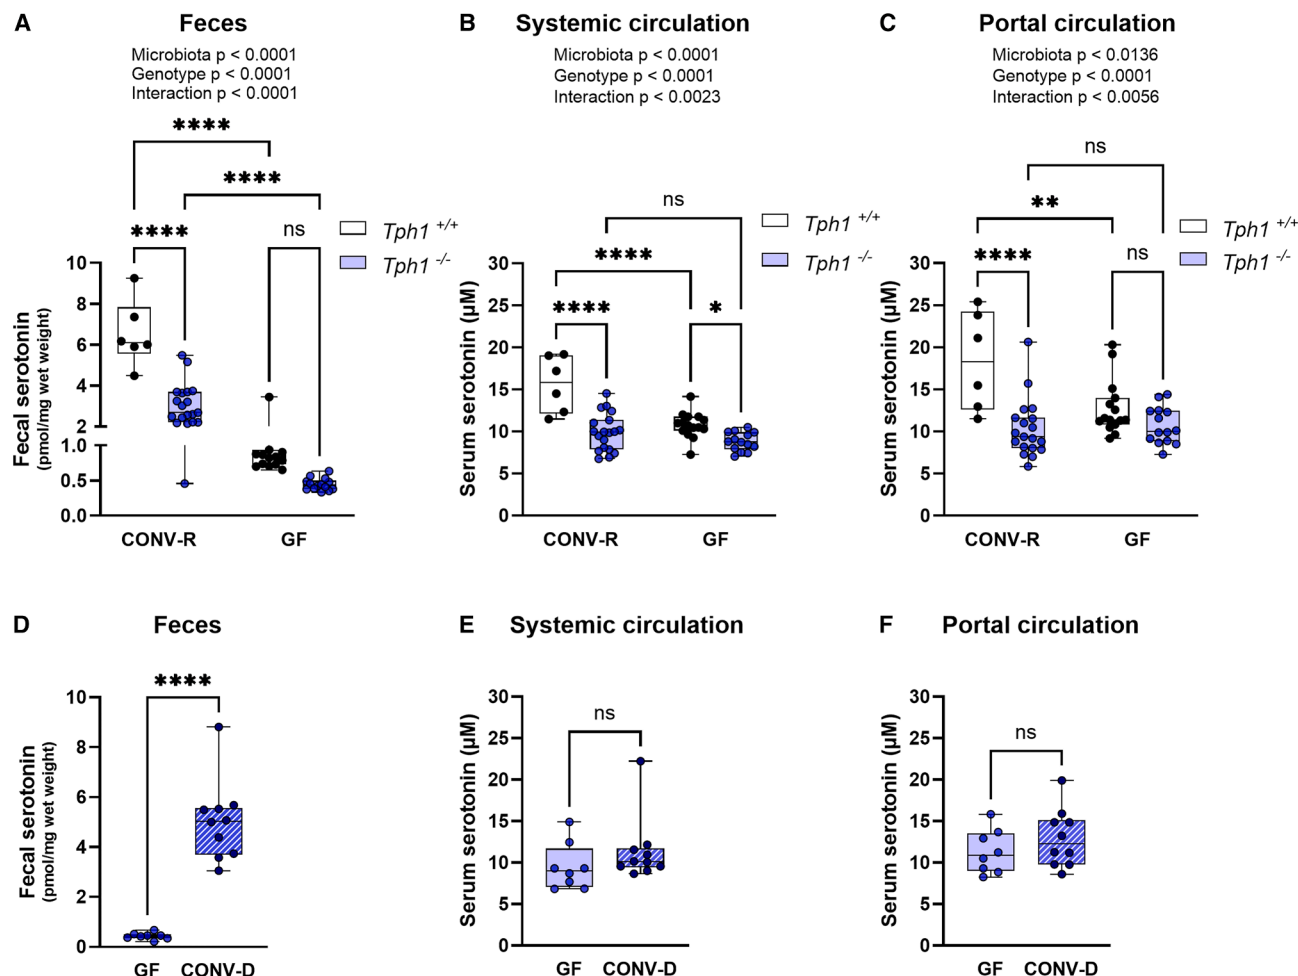 A Feces
Microbiota p < 0.0001
Genotype p < 0.0001
Interaction p < 0.0001
****
****
**** ns
Tph1 +/+
Tph1 -/-
Fecal serotonin
(pmol/mg wet weight)
10
8
6
4
2
1.0
0.5
0.0
CONV-R GF
B Systemic circulation
Microbiota p < 0.0001
Genotype p < 0.0001
Interaction p < 0.0023
ns
****
**** *
Tph1 +/+
Tph1 -/-
Serum serotonin (μM)
30
25
20
15
10
5
0
CONV-R GF
C Portal circulation
Microbiota p < 0.0136
Genotype p < 0.0001
Interaction p < 0.0056
ns
**
**** ns
Tph1 +/+
Tph1 -/-
Serum serotonin (μM)
30
25
20
15
10
5
0
CONV-R GF
D Feces
****
Fecal serotonin
(pmol/mg wet weight)
10
8
6
4
2
0
GF CONV-D
E Systemic circulation
ns
Serum serotonin (μM)
30
25
20
15
10
5
0
GF CONV-D
F Portal circulation
ns
Serum serotonin (μM)
30
25
20
15
10
5
0
GF CONV-D